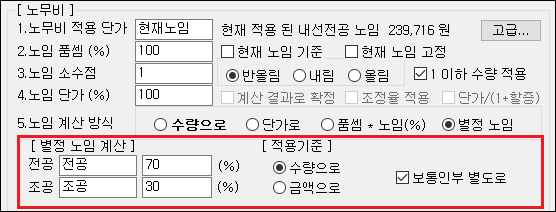 [ 노무비 ]
1.노무비 적용 단가 현재노임 현재 적용 된 내선전공 노임 239,716 원 고급...
2.노임 품셈 (%) 100 현재 노임 기준 현재 노임 고정
3.노임 소수점 1 반올림 내림 올림 1 이하 수량 적용
4.노임 단가 (%) 100 계산 결과로 확정 조정율 적용 단가/(1+할증)
5.노임 계산 방식 수량으로 단가로 품셈 * 노임(%) 별정 노임
[ 별정 노임 계산 ] [ 적용기준 ]
전공 전공 70 (%) 수량으로 보통인부 별도로
조공 조공 30 (%) 금액으로